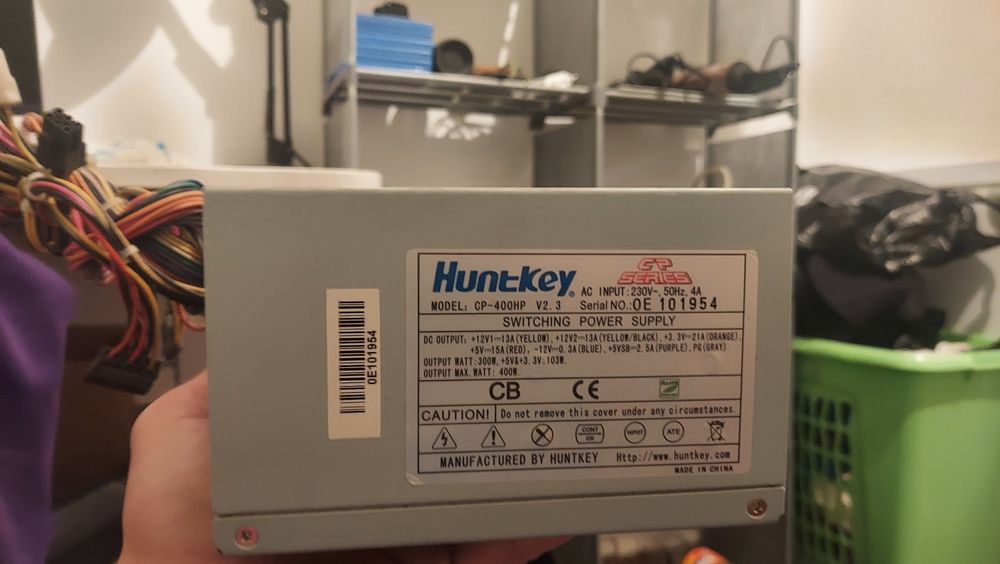 HuntKey®
GP SERIES
AC INPUT:230V~, 50Hz, 4A
MODEL: CP-400HP V2.3 Serial NO.:0E 101954
SWITCHING POWER SUPPLY
DC OUTPUT: +12V1⎓13A(YELLOW), +12V2⎓13A(YELLOW/BLACK), +3.3V⎓21A(ORANGE),
+5V⎓15A(RED), -12V⎓0.3A(BLUE), +5VSB⎓2.5A(PURPLE), PG(GRAY)
OUTPUT WATT:300W, +5V&+3.3V:103W.
OUTPUT MAX. WATT: 400W.
CB CE RoHS
CAUTION! Do not remove this cover under any circumstances.
CONT OK HIPOT ATE
MANUFACTURED BY HUNTKEY Http://www.huntkey.com
MADE IN CHINA
0E101954